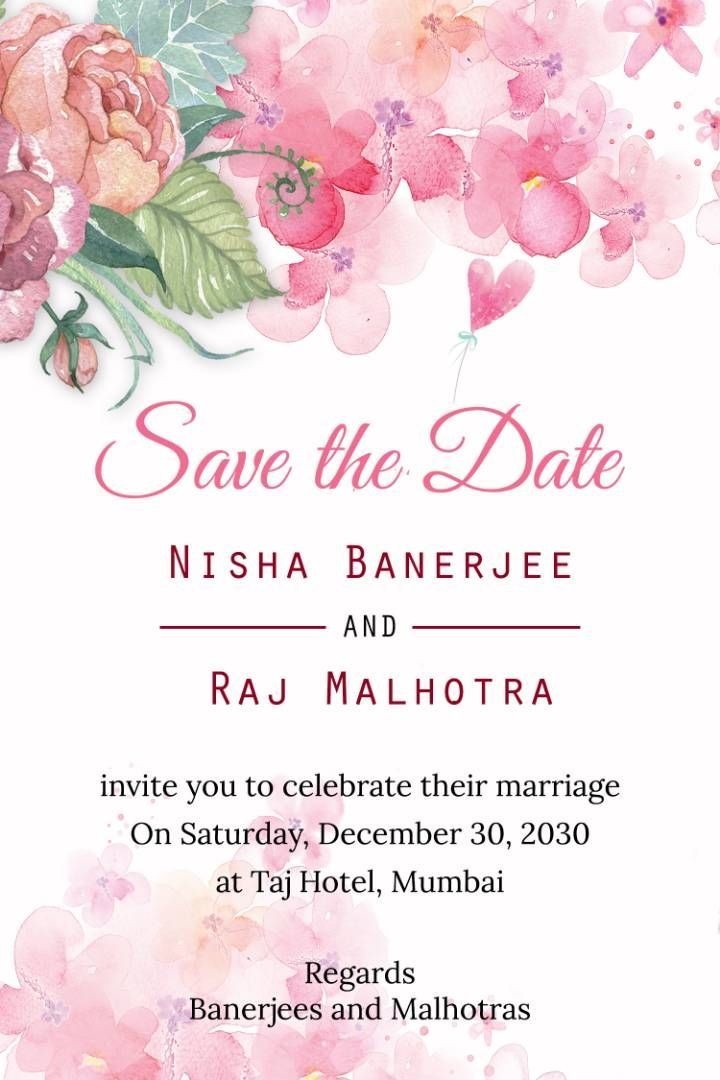 Save the Date
NISHA BANERJEE
AND
RAJ MALHOTRA
invite you to celebrate their marriage
On Saturday, December 30, 2030
at Taj Hotel, Mumbai
Regards
Banerjees and Malhotras